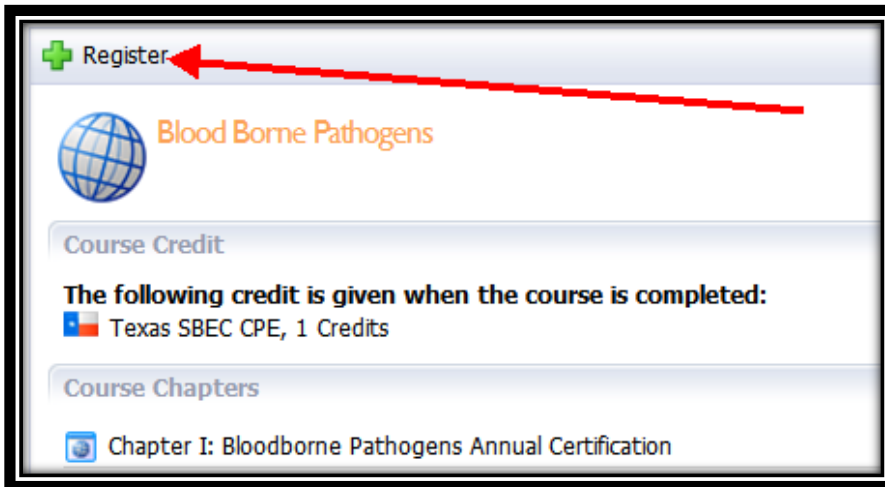 Register
Blood Borne Pathogens
Course Credit
The following credit is given when the course is completed:
Texas SBEC CPE, 1 Credits
Course Chapters
Chapter I: Bloodborne Pathogens Annual Certification